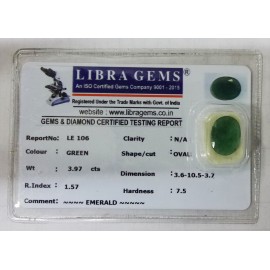 LIBRA GEMS®
An ISO Certified Gems Company 9001 - 2015
Registered Under the Trade Marks with Govt. of India
website : www.libragems.co.in
GEMS & DIAMOND CERTIFIED TESTING REPORT
ReportNo: LE 106 Clarity : N/A
Colour : GREEN Shape/cut : OVAL
Wt : 3.97 cts Dimension : 3.6-10.5-3.7
R.Index : 1.57 Hardness : 7.5
Comment : ~~~~ EMERALD ~~~~